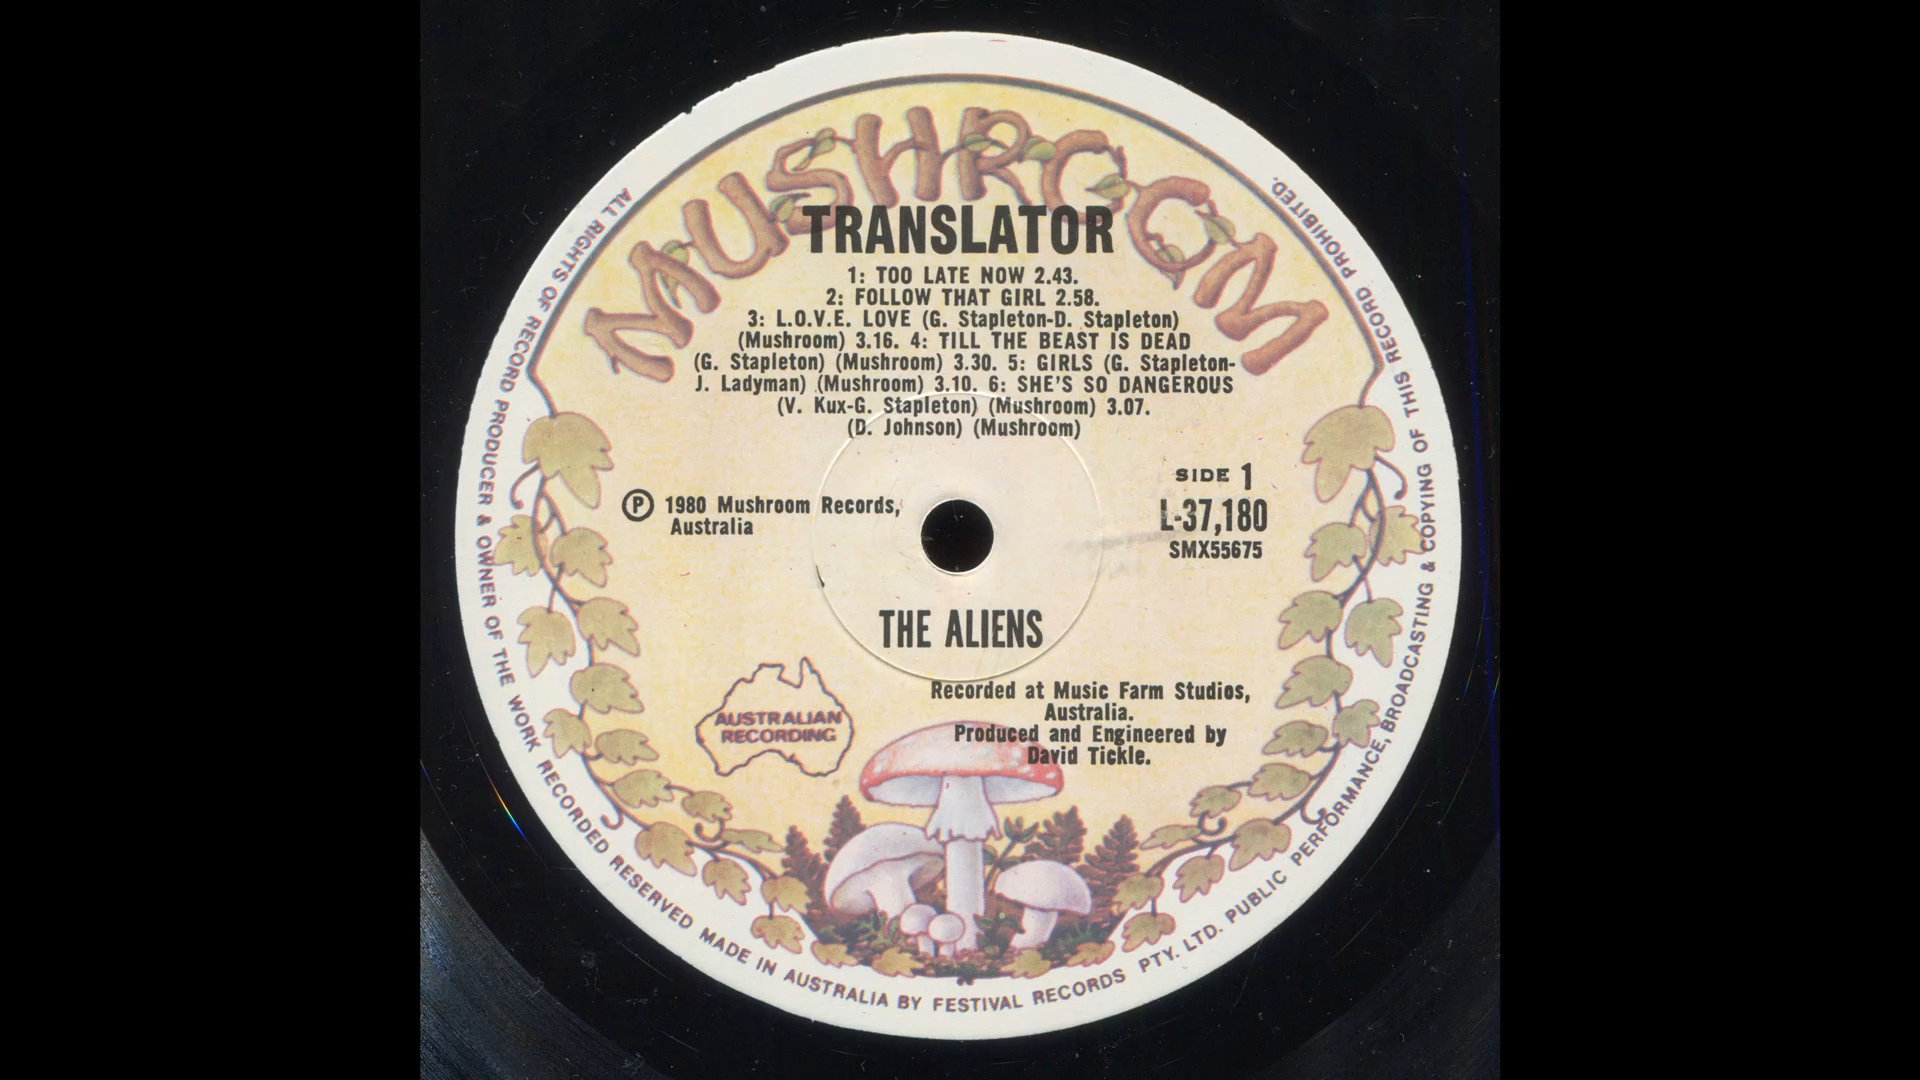 MUSHROOM
TRANSLATOR
1: TOO LATE NOW 2.43.
2: FOLLOW THAT GIRL 2.58.
3: L.O.V.E. LOVE (G. Stapleton-D. Stapleton)
(Mushroom) 3.16. 4: TILL THE BEAST IS DEAD
(G. Stapleton) (Mushroom) 3.30. 5: GIRLS (G. Stapleton-
J. Ladyman) (Mushroom) 3.10. 6: SHE'S SO DANGEROUS
(V. Kux-G. Stapleton) (Mushroom) 3.07.
(D. Johnson) (Mushroom)
℗ 1980 Mushroom Records,
Australia
SIDE 1
L-37,180
SMX55675
THE ALIENS
AUSTRALIAN
RECORDING
Recorded at Music Farm Studios,
Australia.
Produced and Engineered by
David Tickle.
ALL RIGHTS OF RECORD PRODUCER & OWNER OF THE WORK RECORDED RESERVED MADE IN AUSTRALIA BY FESTIVAL RECORDS PTY. LTD. PUBLIC PERFORMANCE, BROADCASTING & COPYING OF THIS RECORD PROHIBITED.